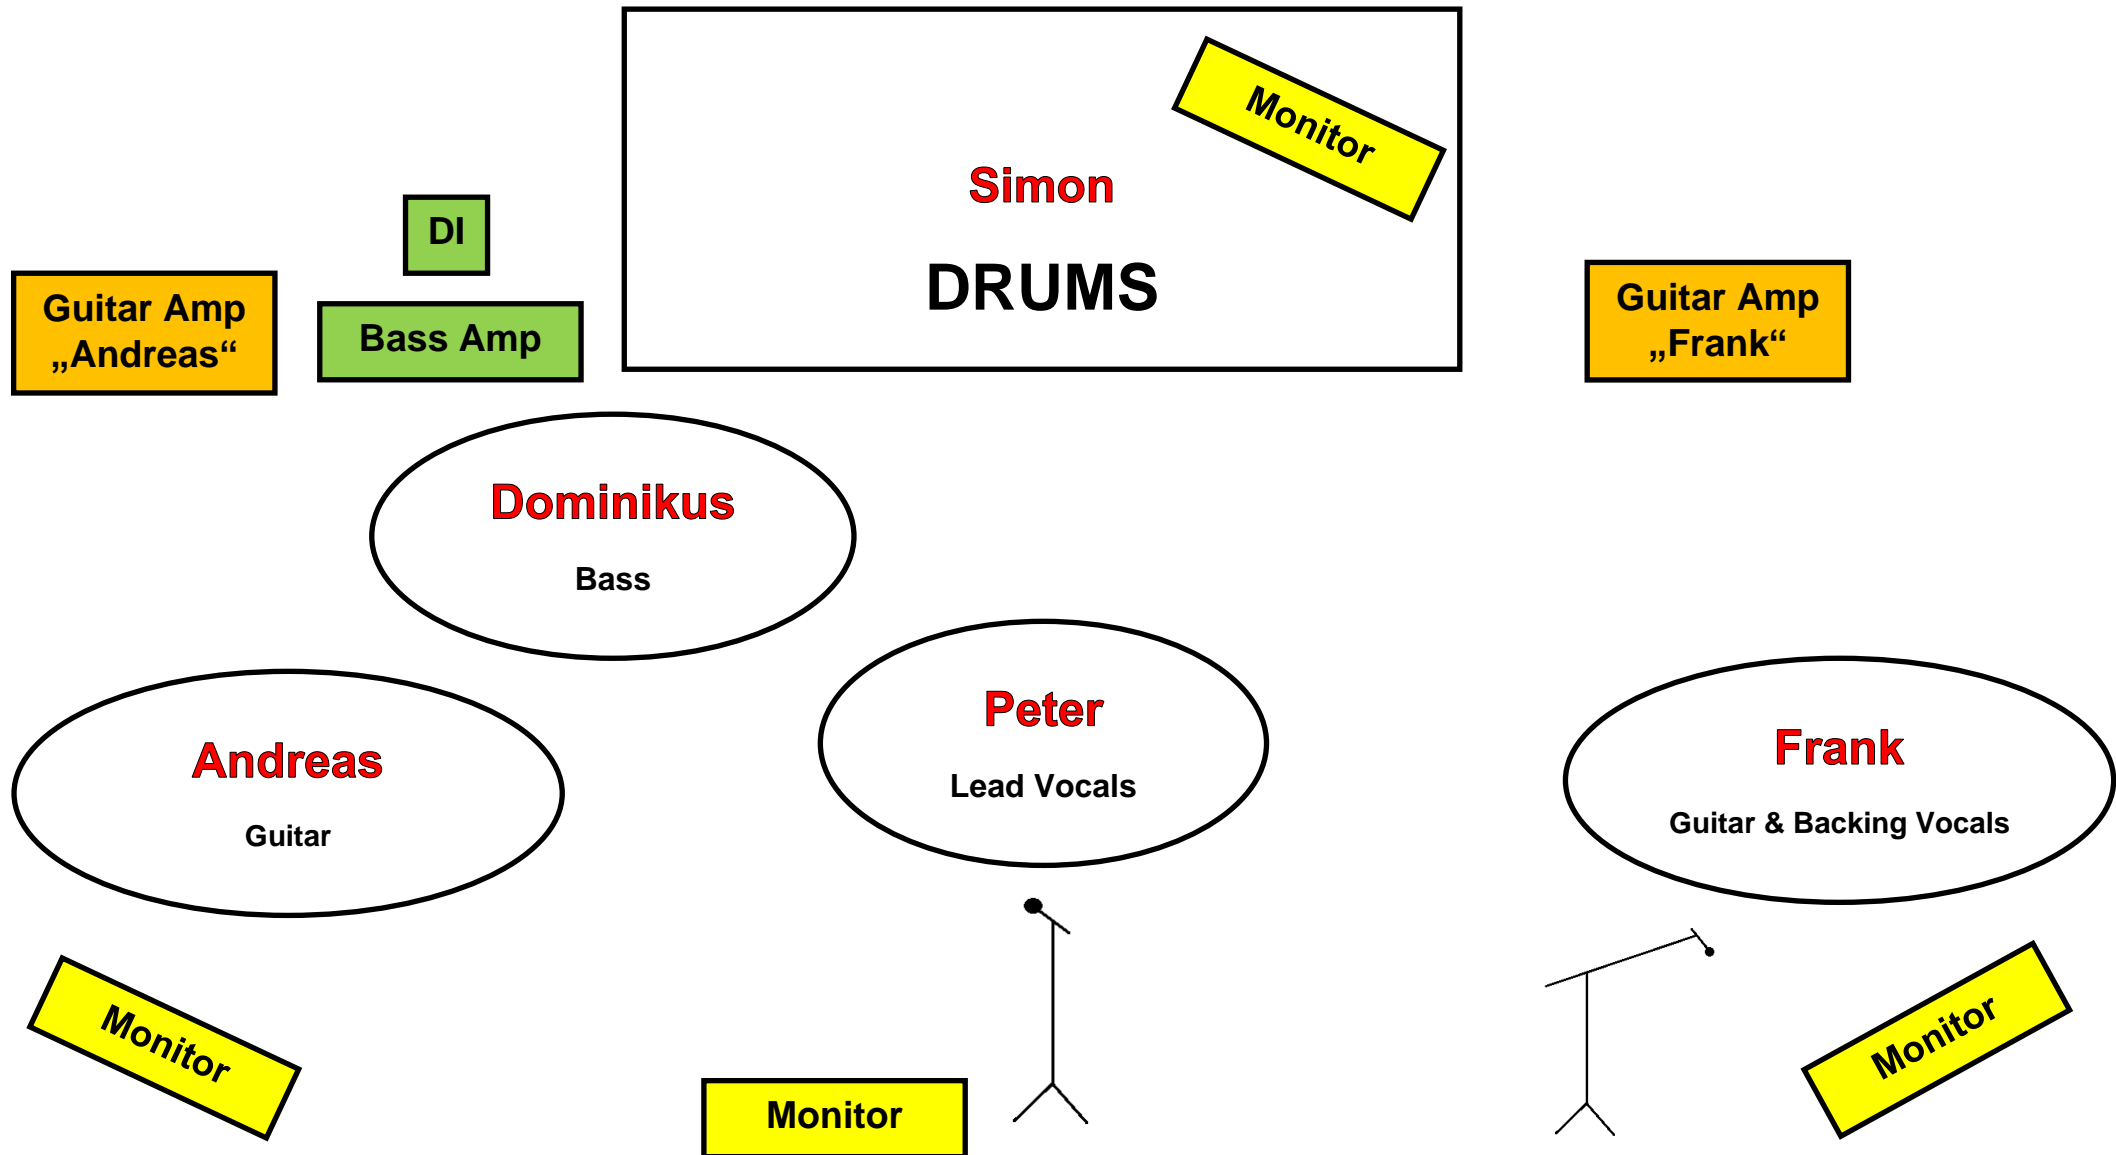 Monitor
Simon
DRUMS
DI
Guitar Amp
„Andreas“
Bass Amp
Guitar Amp
„Frank“
Dominikus
Bass
Peter
Lead Vocals
Andreas
Guitar
Frank
Guitar & Backing Vocals
Monitor
Monitor
Monitor